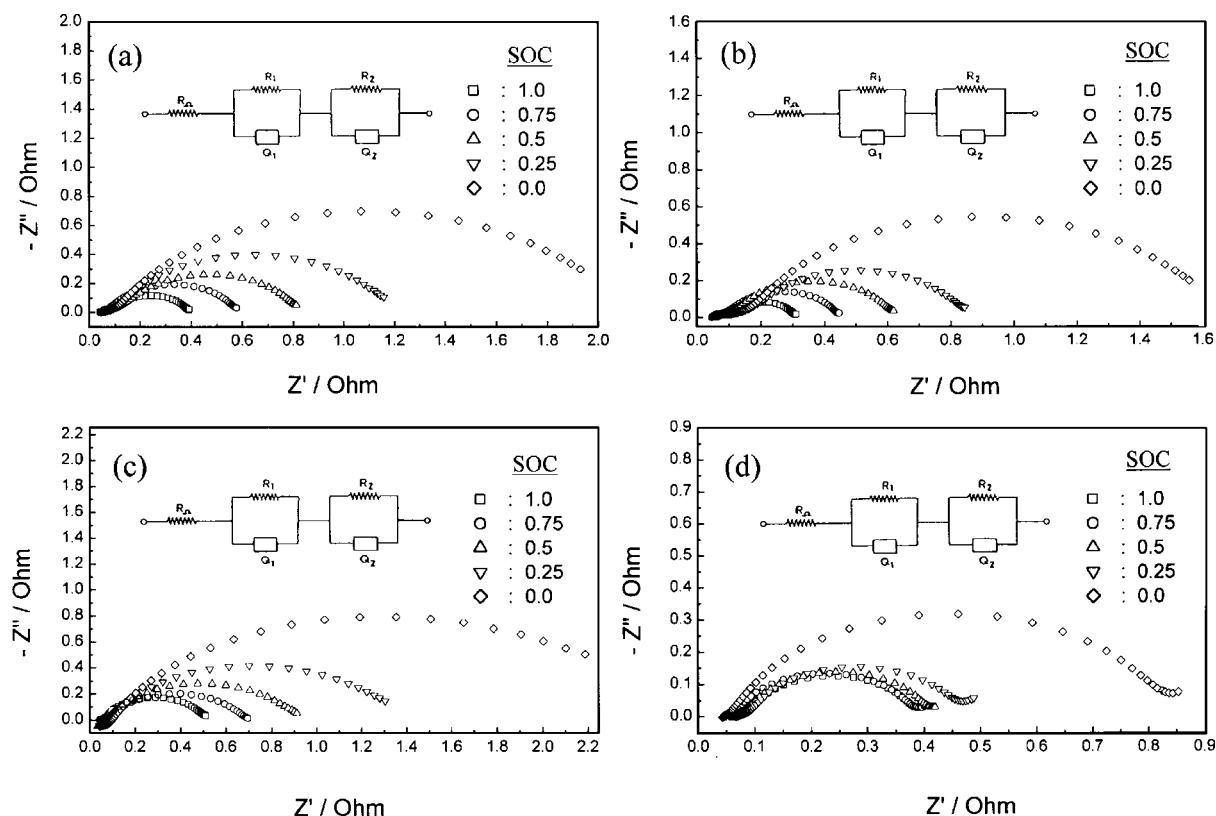 (a)
SOC
□ : 1.0
○ : 0.75
△ : 0.5
▽ : 0.25
◇ : 0.0
RΩ
R1
R2
Q1
Q2
2.0
1.8
1.6
1.4
1.2
1.0
0.8
0.6
0.4
0.2
0.0
- Z" / Ohm
0.0 0.2 0.4 0.6 0.8 1.0 1.2 1.4 1.6 1.8 2.0
Z' / Ohm
(b)
SOC
□ : 1.0
○ : 0.75
△ : 0.5
▽ : 0.25
◇ : 0.0
RΩ
R1
R2
Q1
Q2
1.6
1.4
1.2
1.0
0.8
0.6
0.4
0.2
0.0
- Z" / Ohm
0.0 0.2 0.4 0.6 0.8 1.0 1.2 1.4 1.6
Z' / Ohm
(c)
SOC
□ : 1.0
○ : 0.75
△ : 0.5
▽ : 0.25
◇ : 0.0
RΩ
R1
R2
Q1
Q2
2.2
2.0
1.8
1.6
1.4
1.2
1.0
0.8
0.6
0.4
0.2
0.0
- Z" / Ohm
0.0 0.2 0.4 0.6 0.8 1.0 1.2 1.4 1.6 1.8 2.0 2.2
Z' / Ohm
(d)
SOC
□ : 1.0
○ : 0.75
△ : 0.5
▽ : 0.25
◇ : 0.0
RΩ
R1
R2
Q1
Q2
0.9
0.8
0.7
0.6
0.5
0.4
0.3
0.2
0.1
0.0
- Z" / Ohm
0.0 0.1 0.2 0.3 0.4 0.5 0.6 0.7 0.8 0.9
Z' / Ohm